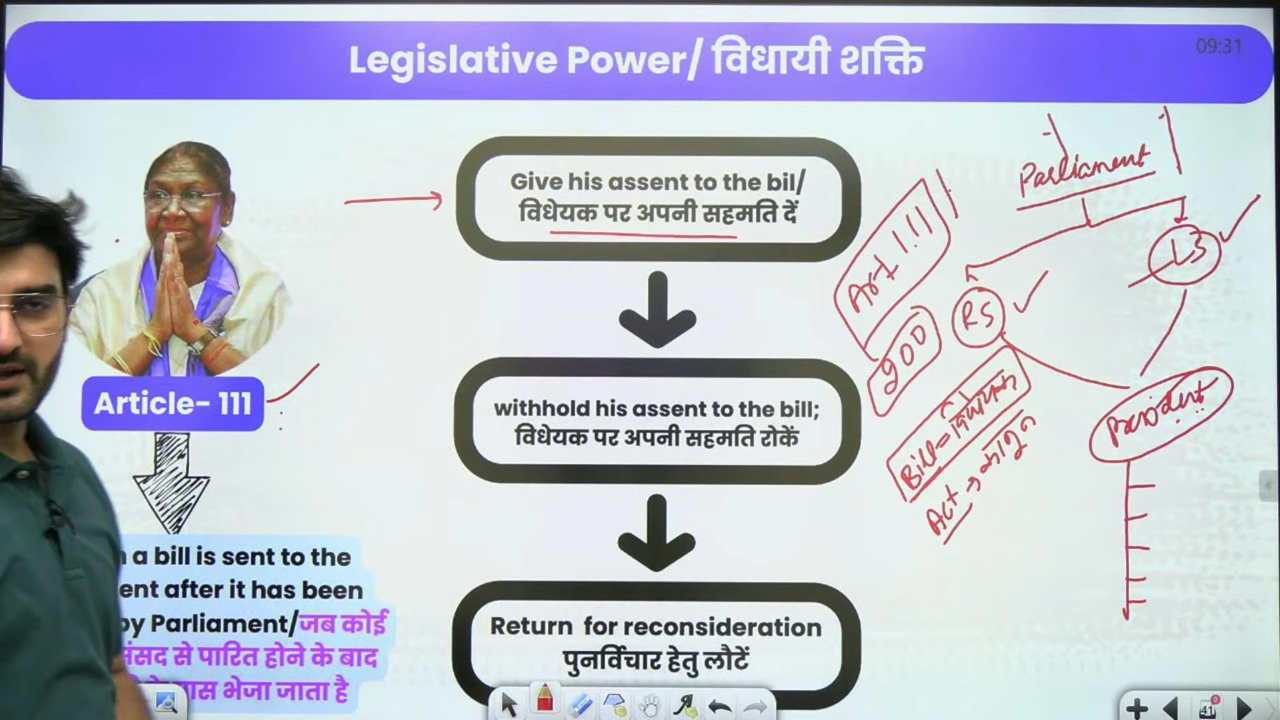 Legislative Power/ विधायी शक्ति
09:31
Give his assent to the bil/
विधेयक पर अपनी सहमति दें
withhold his assent to the bill;
विधेयक पर अपनी सहमति रोकें
Return for reconsideration
पुनर्विचार हेतु लौटें
Article- 111
a bill is sent to the
ent after it has been
by Parliament/जब कोई
संसद से पारित होने के बाद
पास भेजा जाता है
Parliament
LS
RS
Art 111
200
Bill = विधेयक
Act → कानून
President
41